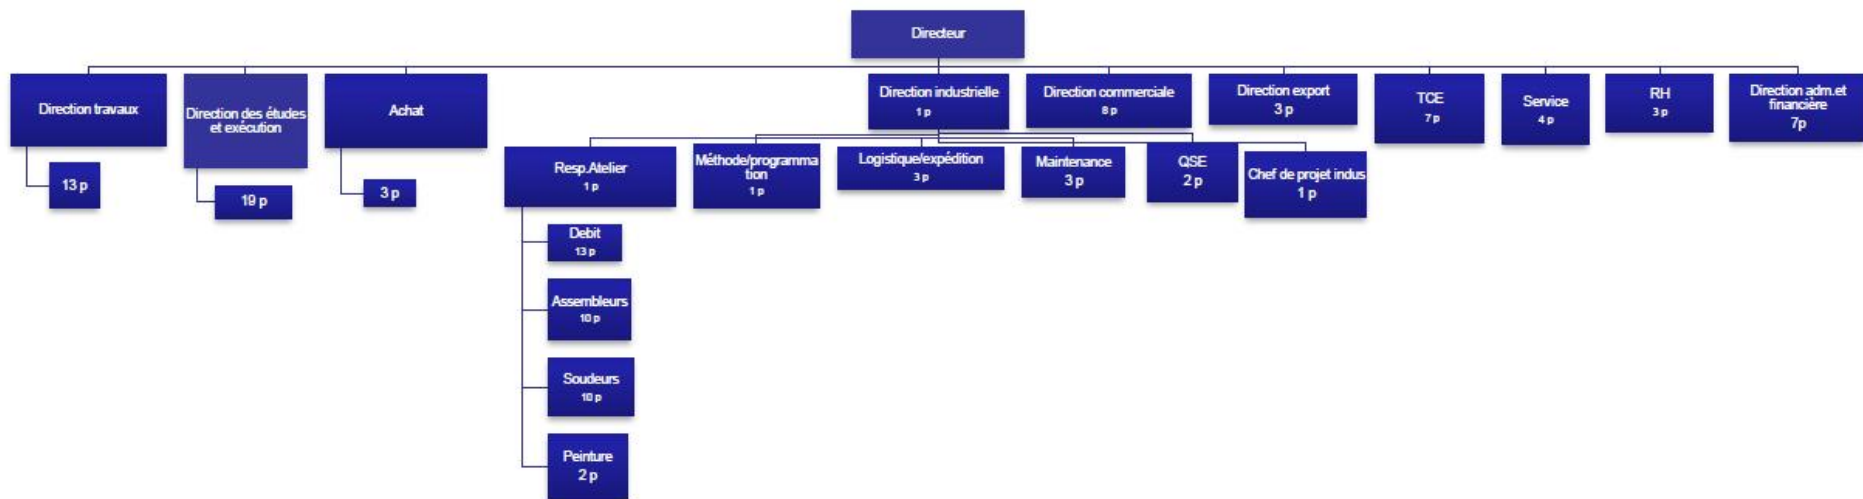 Directeur
Direction travaux
13 p
Direction des études
et exécution
19 p
Achat
3 p
Direction industrielle
1 p
Direction commerciale
8 p
Direction export
3 p
TCE
7 p
Service
4 p
RH
3 p
Direction adm.et
financière
7p
Resp.Atelier
1 p
Méthode/programma
tion
1 p
Logistique/expédition
3 p
Maintenance
3 p
QSE
2 p
Chef de projet indus
1 p
Debit
13 p
Assembleurs
10 p
Soudeurs
10 p
Peinture
2 p